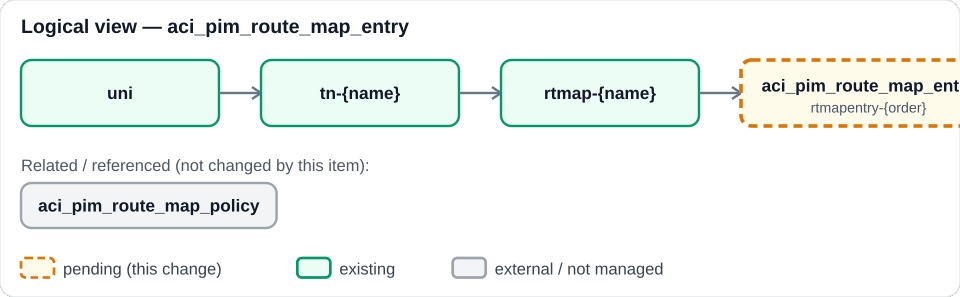 Logical view — aci_pim_route_map_entry
uni
tn-{name}
rtmap-{name}
aci_pim_route_map_ent
rtmapentry-{order}
Related / referenced (not changed by this item):
aci_pim_route_map_policy
pending (this change)
existing
external / not managed